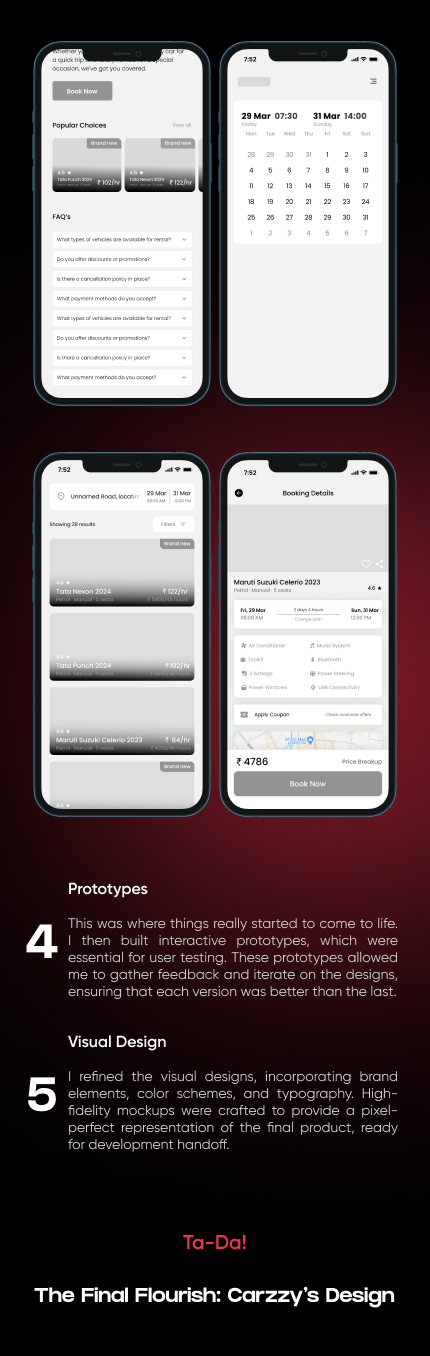 Whether y
y car for
a quick trip
pecial
occasion, we've got you covered.
Book Now
Popular Choices
View all
Brand new
4.6 ★
Tata Punch 2024
₹ 102/hr
Brand new
4.6 ★
Tata Nexon 2024
₹ 122/hr
FAQ's
What types of vehicles are available for rental?
Do you offer discounts or promotions?
Is there a cancellation policy in place?
What payment methods do you accept?
What types of vehicles are available for rental?
Do you offer discounts or promotions?
Is there a cancellation policy in place?
What payment methods do you accept?
7:52
29 Mar 07:30 31 Mar 14:00
Friday Sunday
Mon Tue Wed Thu Fri Sat Sun
28 29 30 31 1 2 3
4 5 6 7 8 9 10
11 12 13 14 15 16 17
18 19 20 21 22 23 24
25 26 27 28 29 30 31
1 2 3 4 5 6 7
7:52
Unnamed Road, locatio
29 Mar 31 Mar
08:00 AM 12:00 PM
Showing 28 results
Filters
Brand new
4.6 ★
Tata Nexon 2024 ₹ 122/hr
Petrol · Manual · 5 seats
4.6 ★
Tata Punch 2024 ₹ 102/hr
Petrol · Manual · 5 seats
4.6 ★
Maruti Suzuki Celerio 2023 ₹ 84/hr
Petrol · Manual · 5 seats
Brand new
4.6 ★
7:52
Booking Details
Maruti Suzuki Celerio 2023
4.6 ★
Petrol · Manual · 5 seats
Fri, 29 Mar 2 days 4 hours Sun, 31 Mar
08:00 AM Change plan 12:00 PM
Air Conditioner Music System
Toolkit Bluetooth
2 Airbags Power Steering
Power Windows USB Connectivity
Apply Coupon Check available offers
₹ 4786 Price Breakup
Book Now
Prototypes
4
This was where things really started to come to life.
I then built interactive prototypes, which were
essential for user testing. These prototypes allowed
me to gather feedback and iterate on the designs,
ensuring that each version was better than the last.
Visual Design
5
I refined the visual designs, incorporating brand
elements, color schemes, and typography. High-
fidelity mockups were crafted to provide a pixel-
perfect representation of the final product, ready
for development handoff.
Ta-Da!
The Final Flourish: Carzzy's Design